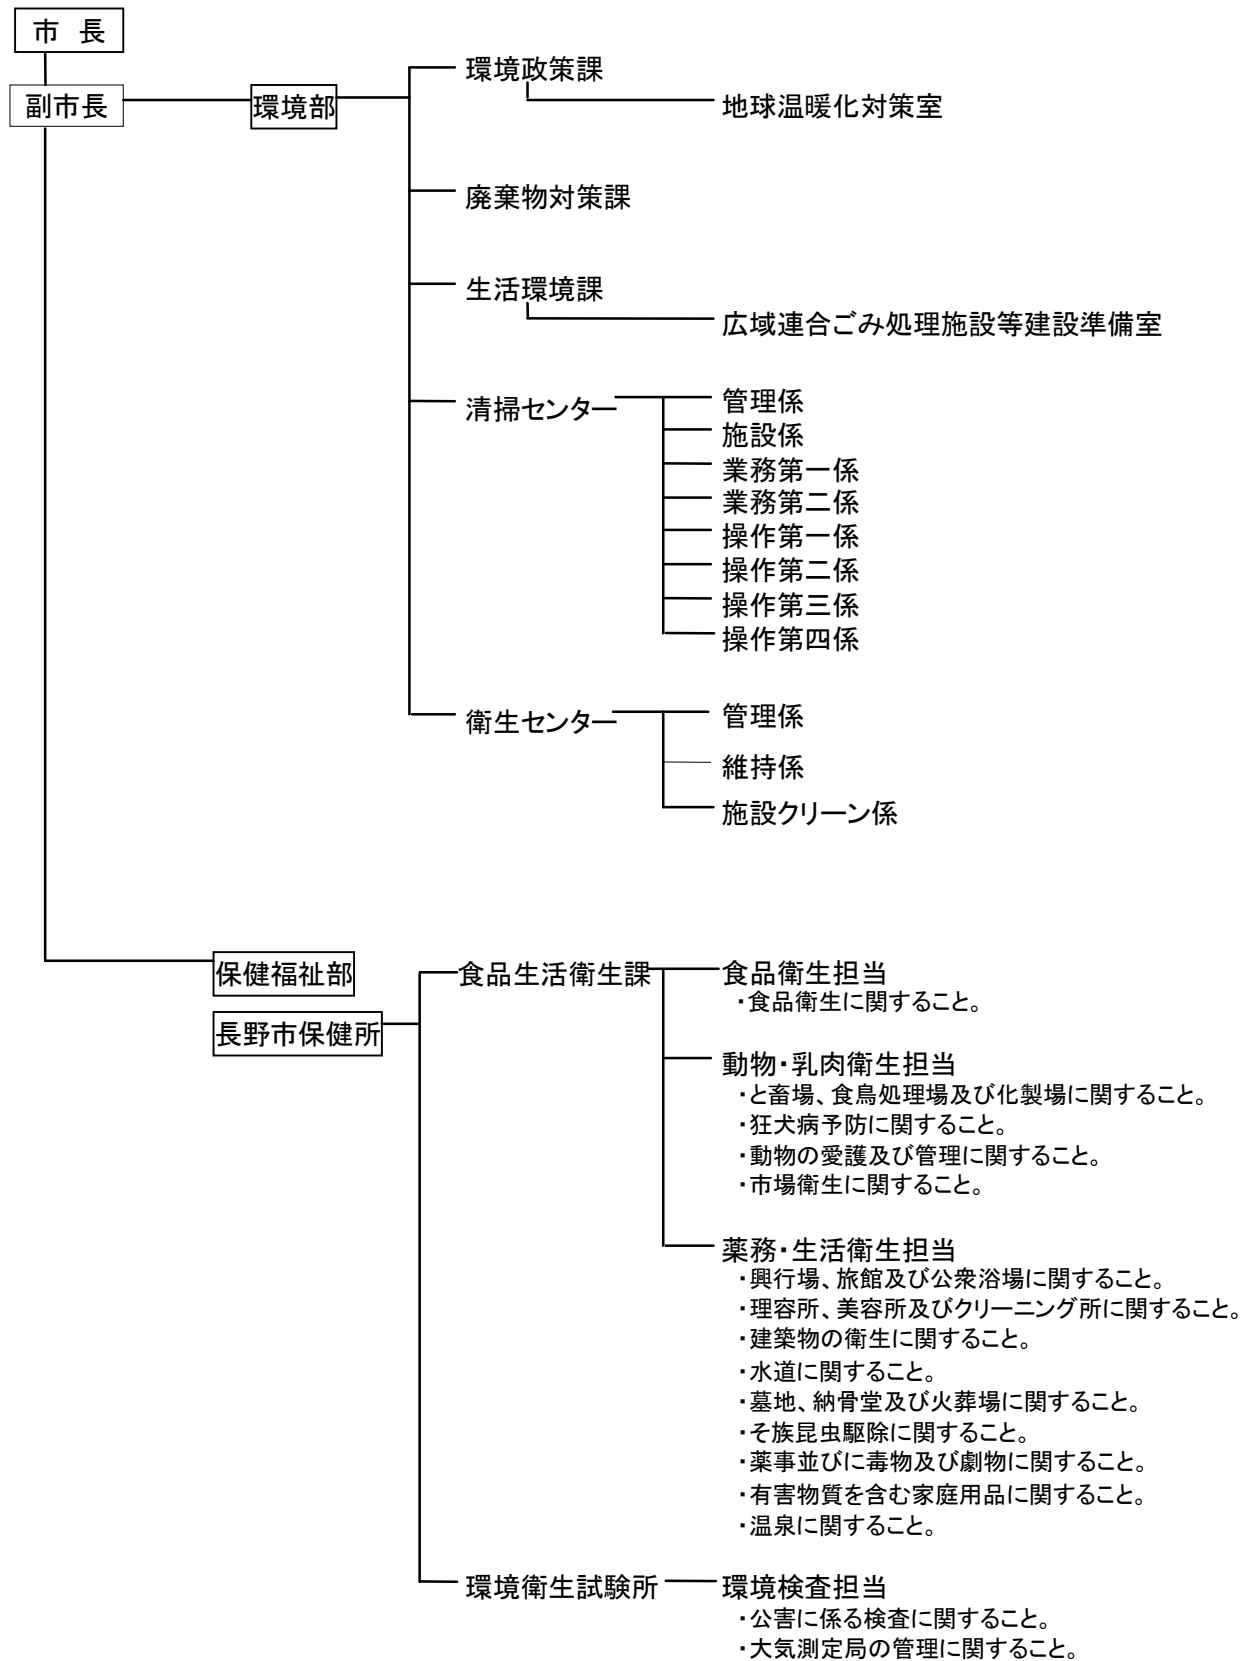 市 長
副市長
環境部
環境政策課
地球温暖化対策室
廃棄物対策課
生活環境課
広域連合ごみ処理施設等建設準備室
清掃センター
管理係
施設係
業務第一係
業務第二係
操作第一係
操作第二係
操作第三係
操作第四係
衛生センター
管理係
維持係
施設クリーン係
保健福祉部
長野市保健所
食品生活衛生課
食品衛生担当
・食品衛生に関すること。
動物・乳肉衛生担当
・と畜場、食鳥処理場及び化製場に関すること。
・狂犬病予防に関すること。
・動物の愛護及び管理に関すること。
・市場衛生に関すること。
薬務・生活衛生担当
・興行場、旅館及び公衆浴場に関すること。
・理容所、美容所及びクリーニング所に関すること。
・建築物の衛生に関すること。
・水道に関すること。
・墓地、納骨堂及び火葬場に関すること。
・そ族昆虫駆除に関すること。
・薬事並びに毒物及び劇物に関すること。
・有害物質を含む家庭用品に関すること。
・温泉に関すること。
環境衛生試験所
環境検査担当
・公害に係る検査に関すること。
・大気測定局の管理に関すること。